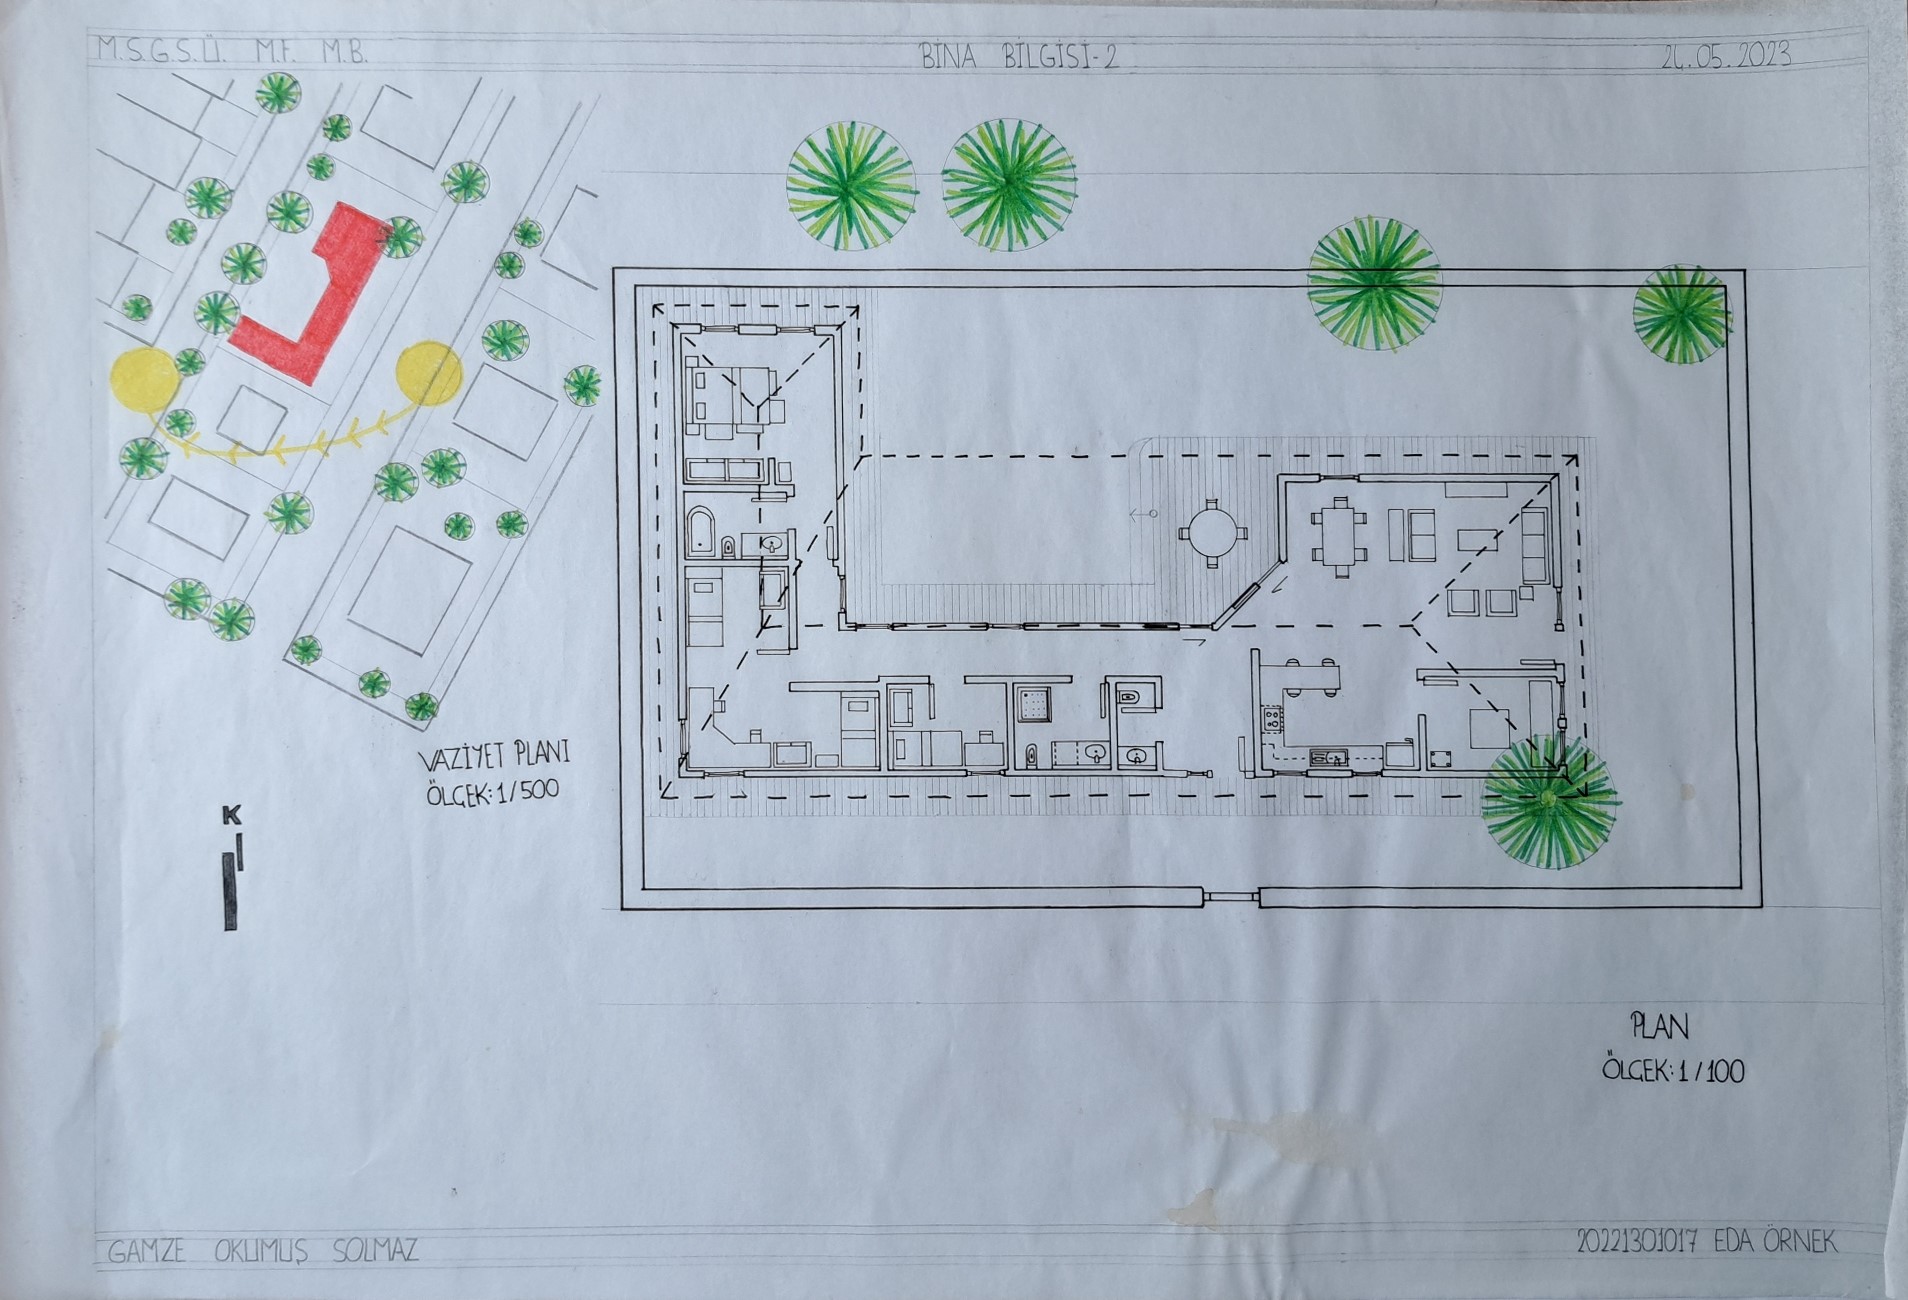 M.S.G.S.Ü. M.F. M.B.
BİNA BİLGİSİ-2
24.05.2023
VAZİYET PLANI
ÖLÇEK: 1/500
K
PLAN
ÖLÇEK: 1/100
GAMZE OKUMUŞ SOLMAZ
20221301017 EDA ÖRNEK